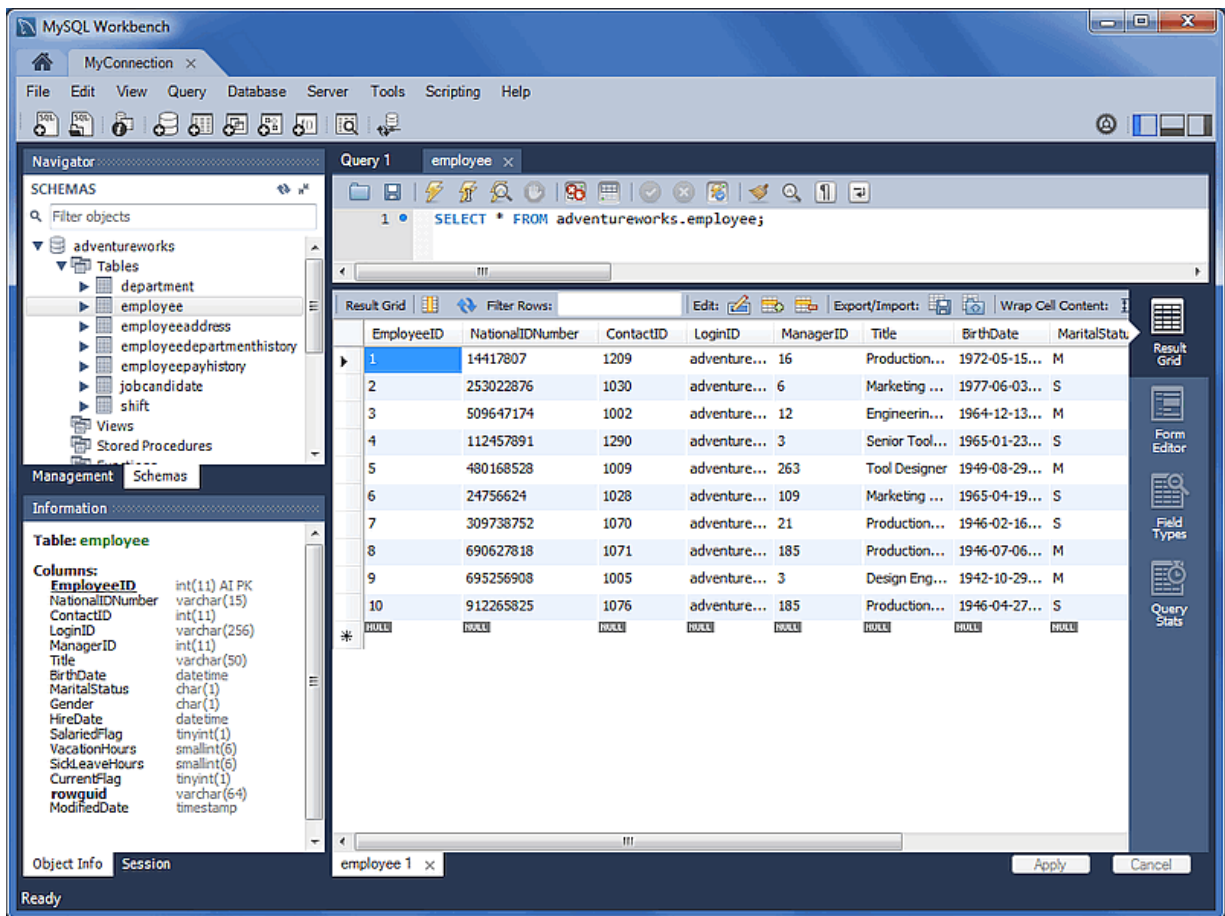 MySQL Workbench
MyConnection ×
File Edit View Query Database Server Tools Scripting Help
Navigator
SCHEMAS
Filter objects
adventureworks
Tables
department
employee
employeeaddress
employeedepartmenthistory
employeepayhistory
jobcandidate
shift
Views
Stored Procedures
Management Schemas
Information
Table: employee
Columns:
EmployeeID int(11) AI PK
NationalIDNumber varchar(15)
ContactID int(11)
LoginID varchar(256)
ManagerID int(11)
Title varchar(50)
BirthDate datetime
MaritalStatus char(1)
Gender char(1)
HireDate datetime
SalariedFlag tinyint(1)
VacationHours smallint(6)
SickLeaveHours smallint(6)
CurrentFlag tinyint(1)
rowguid varchar(64)
ModifiedDate timestamp
Object Info Session
Query 1 employee ×
1 SELECT * FROM adventureworks.employee;
Result Grid Filter Rows: Edit: Export/Import: Wrap Cell Content:
EmployeeID NationalIDNumber ContactID LoginID ManagerID Title BirthDate MaritalStatu
1 14417807 1209 adventure... 16 Production... 1972-05-15... M
2 253022876 1030 adventure... 6 Marketing ... 1977-06-03... S
3 509647174 1002 adventure... 12 Engineerin... 1964-12-13... M
4 112457891 1290 adventure... 3 Senior Tool... 1965-01-23... S
5 480168528 1009 adventure... 263 Tool Designer 1949-08-29... M
6 24756624 1028 adventure... 109 Marketing ... 1965-04-19... S
7 309738752 1070 adventure... 21 Production... 1946-02-16... S
8 690627818 1071 adventure... 185 Production... 1946-07-06... M
9 695256908 1005 adventure... 3 Design Eng... 1942-10-29... M
10 912265825 1076 adventure... 185 Production... 1946-04-27... S
NULL NULL NULL NULL NULL NULL NULL NULL
Result
Grid
Form
Editor
Field
Types
Query
Stats
employee 1 ×
Apply Cancel
Ready